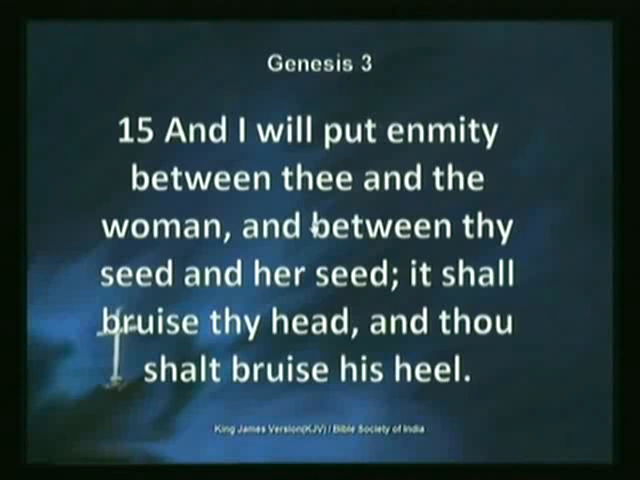 Genesis 3
15 And I will put enmity
between thee and the
woman, and between thy
seed and her seed; it shall
bruise thy head, and thou
shalt bruise his heel.
King James Version(KJV) / Bible Society of India